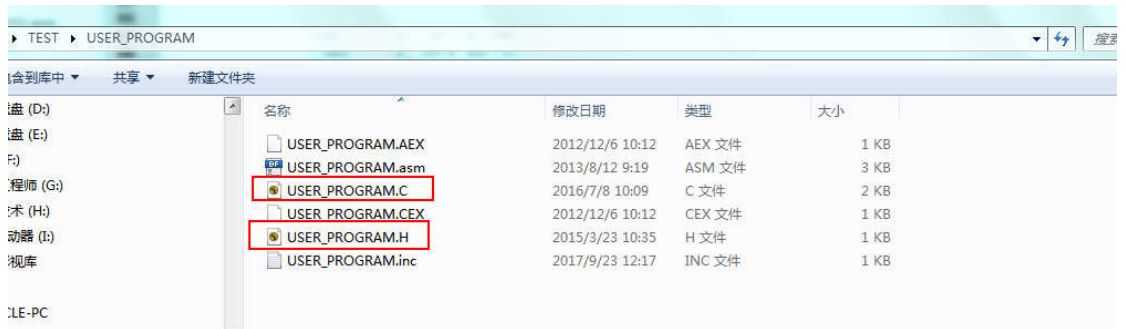 ▸ TEST ▸ USER_PROGRAM 搜索
包含到库中 ▼ 共享 ▼ 新建文件夹
盘 (D:)
盘 (E:)
F:)
程师 (G:)
术 (H:)
动器 (I:)
视库
CLE-PC
名称 修改日期 类型 大小
USER_PROGRAM.AEX 2012/12/6 10:12 AEX 文件 1 KB
USER_PROGRAM.asm 2013/8/12 9:19 ASM 文件 3 KB
USER_PROGRAM.C 2016/7/8 10:09 C 文件 2 KB
USER_PROGRAM.CEX 2012/12/6 10:12 CEX 文件 1 KB
USER_PROGRAM.H 2015/3/23 10:35 H 文件 1 KB
USER_PROGRAM.inc 2017/9/23 12:17 INC 文件 1 KB